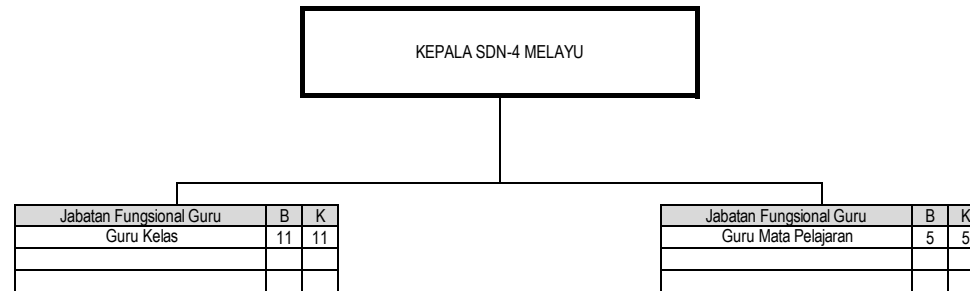 KEPALA SDN-4 MELAYU
Jabatan Fungsional Guru B K
Guru Kelas 11 11
Jabatan Fungsional Guru B K
Guru Mata Pelajaran 5 5